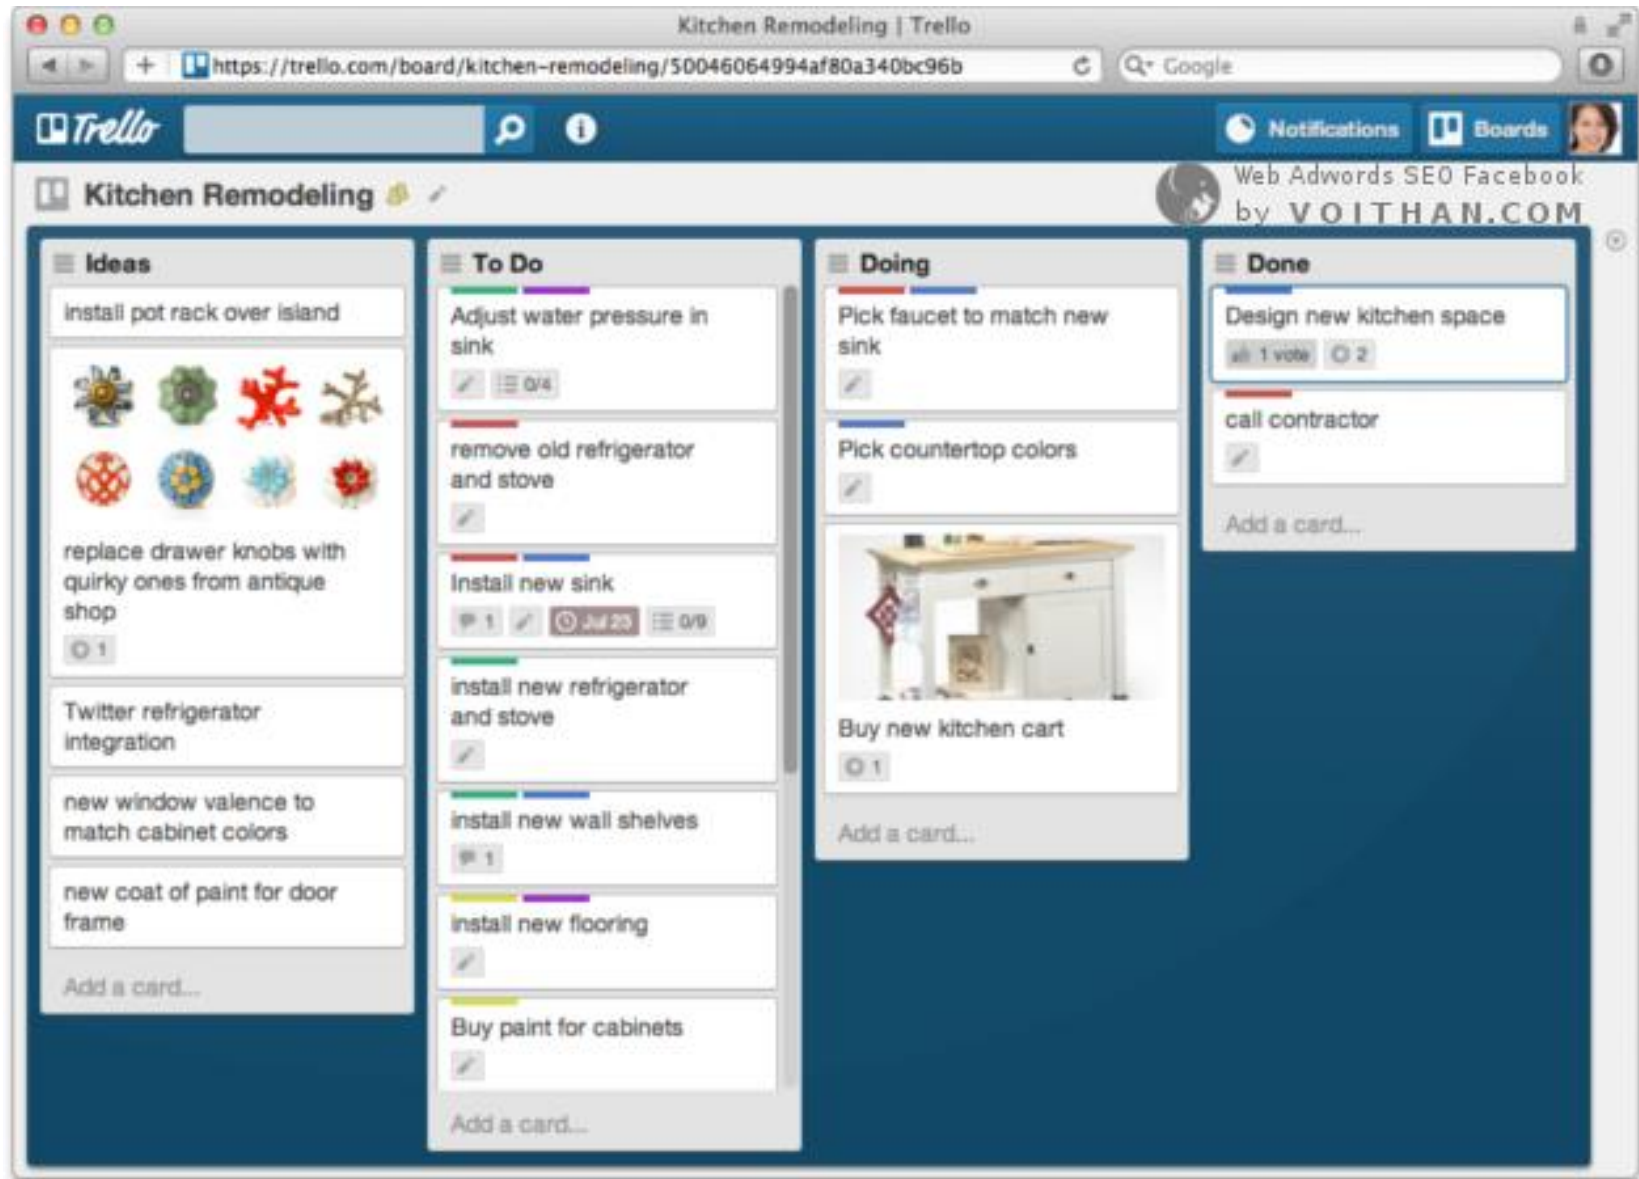 Kitchen Remodeling | Trello
https://trello.com/board/kitchen-remodeling/50046064994af80a340bc96b
Google
Trello
Notifications
Boards
Kitchen Remodeling
Web Adwords SEO Facebook
by VOITHAN.COM
Ideas
install pot rack over island
replace drawer knobs with
quirky ones from antique
shop
1
Twitter refrigerator
integration
new window valence to
match cabinet colors
new coat of paint for door
frame
Add a card...
To Do
Adjust water pressure in
sink
0/4
remove old refrigerator
and stove
Install new sink
1 Jul 23 0/9
install new refrigerator
and stove
install new wall shelves
1
install new flooring
Buy paint for cabinets
Add a card...
Doing
Pick faucet to match new
sink
Pick countertop colors
Buy new kitchen cart
1
Add a card...
Done
Design new kitchen space
1 vote 2
call contractor
Add a card...